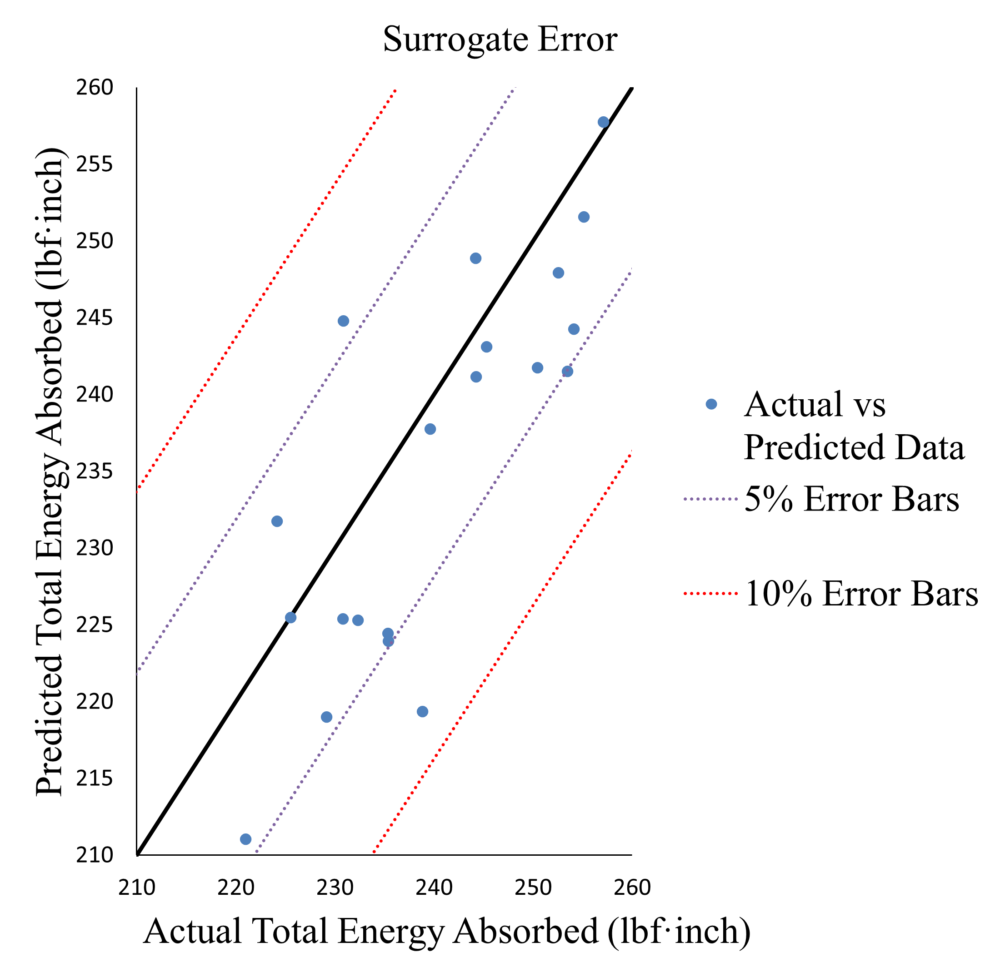 Surrogate Error
Predicted Total Energy Absorbed (lbf·inch)
260
255
250
245
240
235
230
225
220
215
210
210 220 230 240 250 260
Actual Total Energy Absorbed (lbf·inch)
Actual vs
Predicted Data
5% Error Bars
10% Error Bars